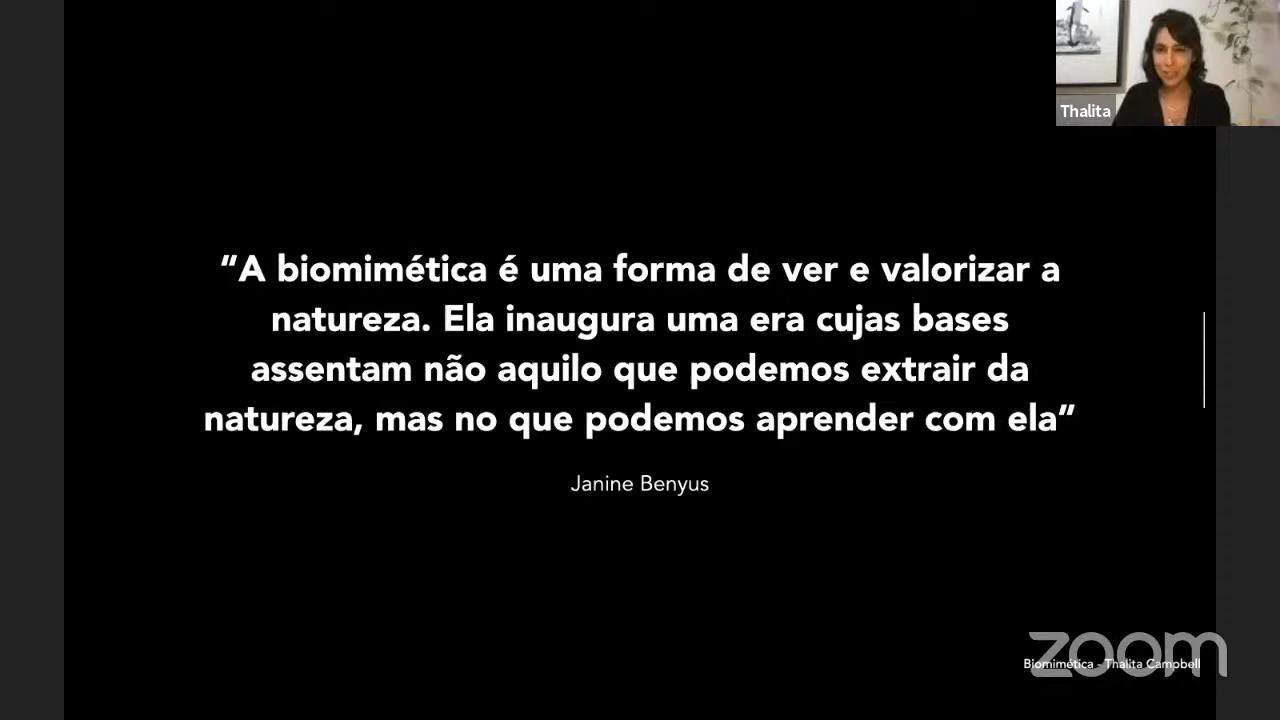 Thalita
“A biomimética é uma forma de ver e valorizar a
natureza. Ela inaugura uma era cujas bases
assentam não aquilo que podemos extrair da
natureza, mas no que podemos aprender com ela”
Janine Benyus
zoom
Biomimética - Thalita Campbell